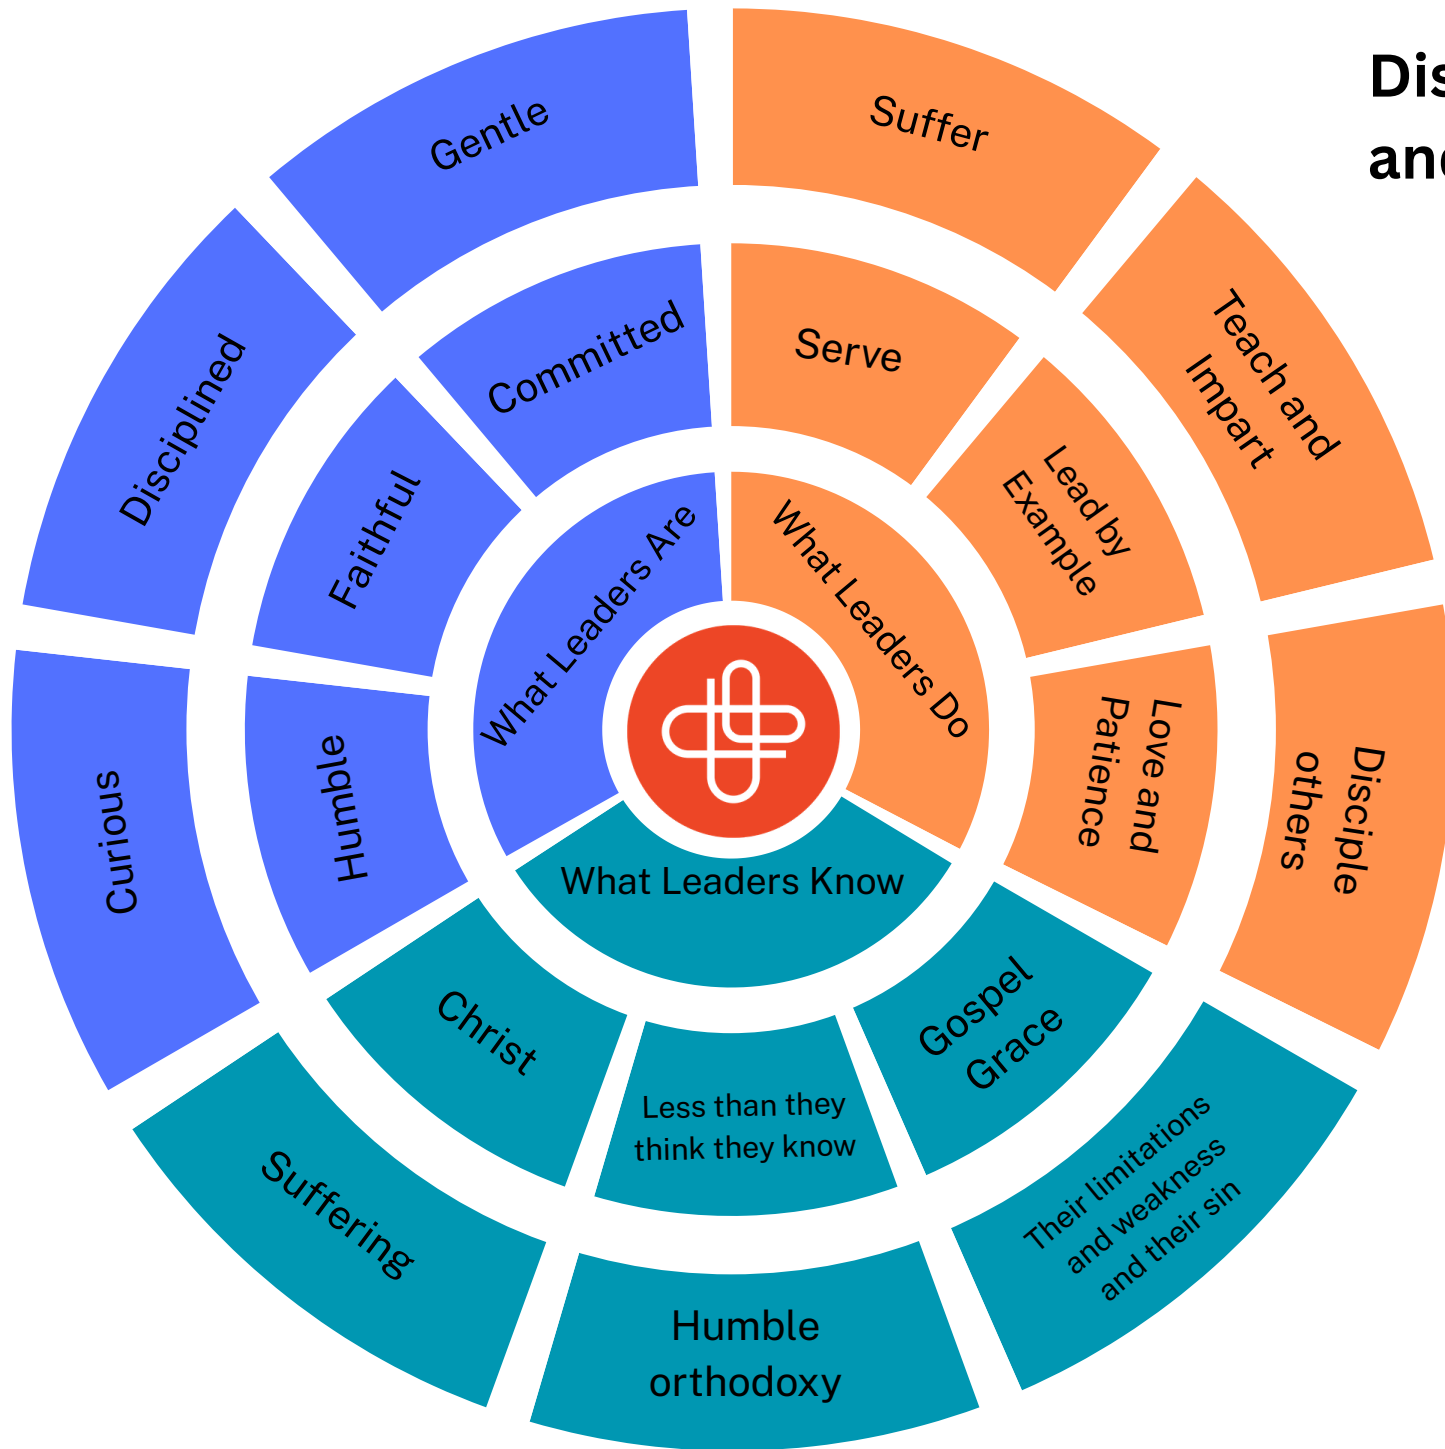 Gentle
Suffer
Disciplined
Committed
Serve
Teach and
Impart
Faithful
Lead by
Example
What Leaders Are
What Leaders Do
Curious
Humble
Love and
Patience
Disciple
others
What Leaders Know
Christ
Less than they
think they know
Gospel
Grace
Suffering
Humble
orthodoxy
Their limitations
and weakness
and their sin